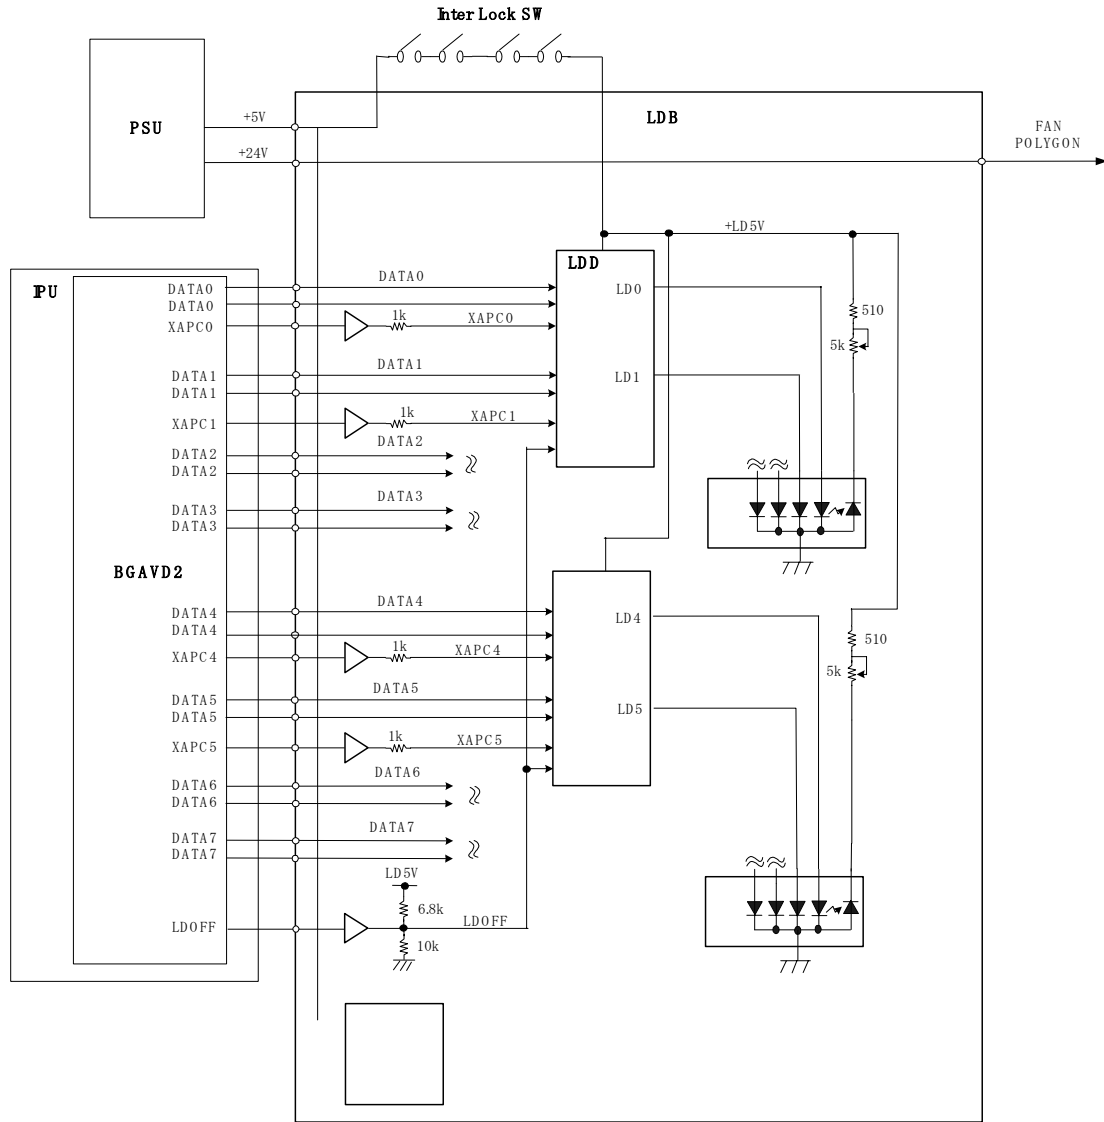 Inter Lock SW
PSU
+5V
+24V
LDB
FAN
POLYGON
+LD5V
IPU
BGAVD2
DATA0
DATA0
XAPC0
DATA1
DATA1
XAPC1
DATA2
DATA2
DATA3
DATA3
DATA4
DATA4
XAPC4
DATA5
DATA5
XAPC5
DATA6
DATA6
DATA7
DATA7
LDOFF
DATA0
1k
XAPC0
DATA1
1k
XAPC1
DATA2
DATA3
DATA4
1k
XAPC4
DATA5
1k
XAPC5
DATA6
DATA7
LD5V
6.8k
LDOFF
10k
LDD
LD0
LD1
510
5k
LD4
LD5
510
5k